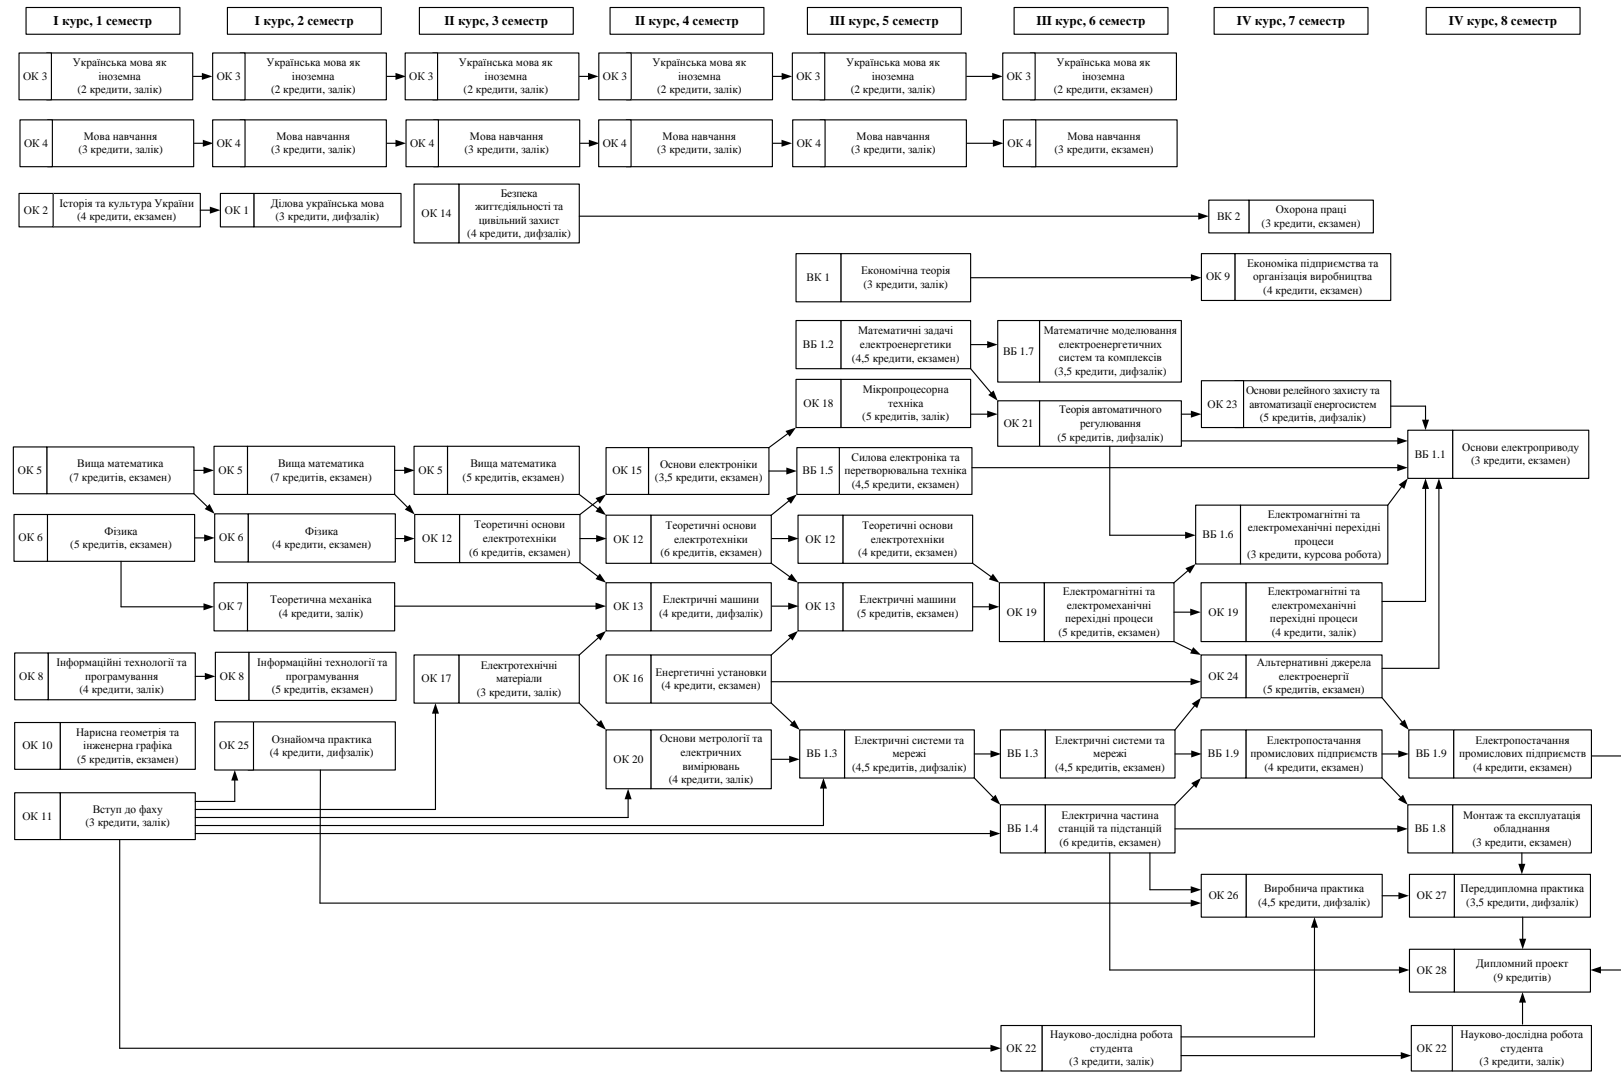 I курс, 1 семестр
I курс, 2 семестр
II курс, 3 семестр
II курс, 4 семестр
III курс, 5 семестр
III курс, 6 семестр
IV курс, 7 семестр
IV курс, 8 семестр
ОК 3
Українська мова як
іноземна
(2 кредити, залік)
ОК 3
Українська мова як
іноземна
(2 кредити, залік)
ОК 3
Українська мова як
іноземна
(2 кредити, залік)
ОК 3
Українська мова як
іноземна
(2 кредити, залік)
ОК 3
Українська мова як
іноземна
(2 кредити, залік)
ОК 3
Українська мова як
іноземна
(2 кредити, екзамен)
ОК 4
Мова навчання
(3 кредити, залік)
ОК 4
Мова навчання
(3 кредити, залік)
ОК 4
Мова навчання
(3 кредити, залік)
ОК 4
Мова навчання
(3 кредити, залік)
ОК 4
Мова навчання
(3 кредити, залік)
ОК 4
Мова навчання
(3 кредити, екзамен)
ОК 2
Історія та культура України
(4 кредити, екзамен)
ОК 1
Ділова українська мова
(3 кредити, дифзалік)
ОК 14
Безпека
життєдіяльності та
цивільний захист
(4 кредити, дифзалік)
ВК 2
Охорона праці
(3 кредити, екзамен)
ВК 1
Економічна теорія
(3 кредити, залік)
ОК 9
Економіка підприємства та
організація виробництва
(4 кредити, екзамен)
ВБ 1.2
Математичні задачі
електроенергетики
(4,5 кредити, екзамен)
ВБ 1.7
Математичне моделювання
електроенергетичних
систем та комплексів
(3,5 кредити, дифзалік)
ОК 18
Мікропроцесорна
техніка
(5 кредитів, залік)
ОК 21
Теорія автоматичного
регулювання
(5 кредитів, дифзалік)
ОК 23
Основи релейного захисту та
автоматизації енергосистем
(5 кредитів, дифзалік)
ВБ 1.1
Основи електроприводу
(3 кредити, екзамен)
ОК 5
Вища математика
(7 кредитів, екзамен)
ОК 5
Вища математика
(7 кредитів, екзамен)
ОК 5
Вища математика
(5 кредитів, екзамен)
ОК 15
Основи електроніки
(3,5 кредити, екзамен)
ВБ 1.5
Силова електроніка та
перетворювальна техніка
(4,5 кредити, екзамен)
ОК 6
Фізика
(5 кредитів, екзамен)
ОК 6
Фізика
(4 кредити, екзамен)
ОК 12
Теоретичні основи
електротехніки
(6 кредитів, екзамен)
ОК 12
Теоретичні основи
електротехніки
(6 кредитів, екзамен)
ОК 12
Теоретичні основи
електротехніки
(4 кредити, екзамен)
ВБ 1.6
Електромагнітні та
електромеханічні перехідні
процеси
(3 кредити, курсова робота)
ОК 7
Теоретична механіка
(4 кредити, залік)
ОК 13
Електричні машини
(4 кредити, дифзалік)
ОК 13
Електричні машини
(5 кредитів, екзамен)
ОК 19
Електромагнітні та
електромеханічні
перехідні процеси
(5 кредитів, екзамен)
ОК 19
Електромагнітні та
електромеханічні
перехідні процеси
(4 кредити, залік)
ОК 8
Інформаційні технології та
програмування
(4 кредити, залік)
ОК 8
Інформаційні технології та
програмування
(5 кредитів, екзамен)
ОК 17
Електротехнічні
матеріали
(3 кредити, залік)
ОК 16
Енергетичні установки
(4 кредити, екзамен)
ОК 24
Альтернативні джерела
електроенергії
(5 кредитів, екзамен)
ОК 10
Нарисна геометрія та
інженерна графіка
(5 кредитів, екзамен)
ОК 25
Ознайомча практика
(4 кредити, дифзалік)
ОК 20
Основи метрології та
електричних
вимірювань
(4 кредити, залік)
ВБ 1.3
Електричні системи та
мережі
(4,5 кредитів, дифзалік)
ВБ 1.3
Електричні системи та
мережі
(4,5 кредитів, екзамен)
ВБ 1.9
Електропостачання
промислових підприємств
(4 кредити, екзамен)
ВБ 1.9
Електропостачання
промислових підприємств
(4 кредити, екзамен)
ОК 11
Вступ до фаху
(3 кредити, залік)
ВБ 1.4
Електрична частина
станцій та підстанцій
(6 кредитів, екзамен)
ВБ 1.8
Монтаж та експлуатація
обладнання
(3 кредити, екзамен)
ОК 26
Виробнича практика
(4,5 кредити, дифзалік)
ОК 27
Переддипломна практика
(3,5 кредити, дифзалік)
ОК 28
Дипломний проект
(9 кредитів)
ОК 22
Науково-дослідна робота
студента
(3 кредити, залік)
ОК 22
Науково-дослідна робота
студента
(3 кредити, залік)